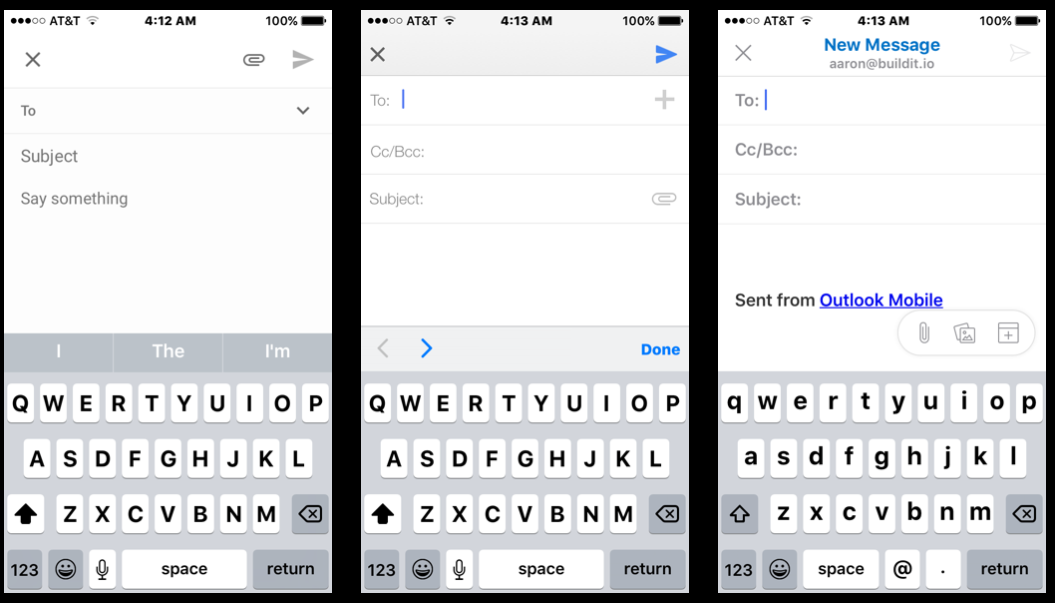 AT&T 4:12 AM 100%
To
Subject
Say something
I The I'm
Q W E R T Y U I O P
A S D F G H J K L
Z X C V B N M
123 space return
AT&T 4:13 AM 100%
To:
Cc/Bcc:
Subject:
Done
Q W E R T Y U I O P
A S D F G H J K L
Z X C V B N M
123 space return
AT&T 4:13 AM 100%
New Message
aaron@buildit.io
To:
Cc/Bcc:
Subject:
Sent from Outlook Mobile
q w e r t y u i o p
a s d f g h j k l
z x c v b n m
123 space @ . return